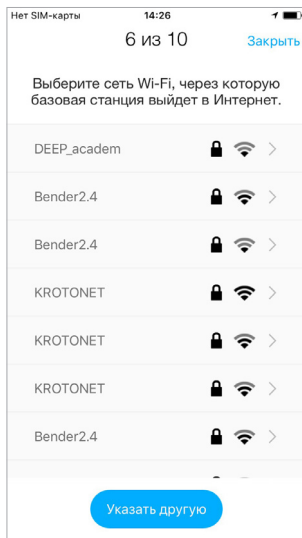 Нет SIM-карты 14:26
6 из 10 Закрыть
Выберите сеть Wi-Fi, через которую
базовая станция выйдет в Интернет.
DEEP_academ
Bender2.4
Bender2.4
KROTONET
KROTONET
KROTONET
Bender2.4
Указать другую